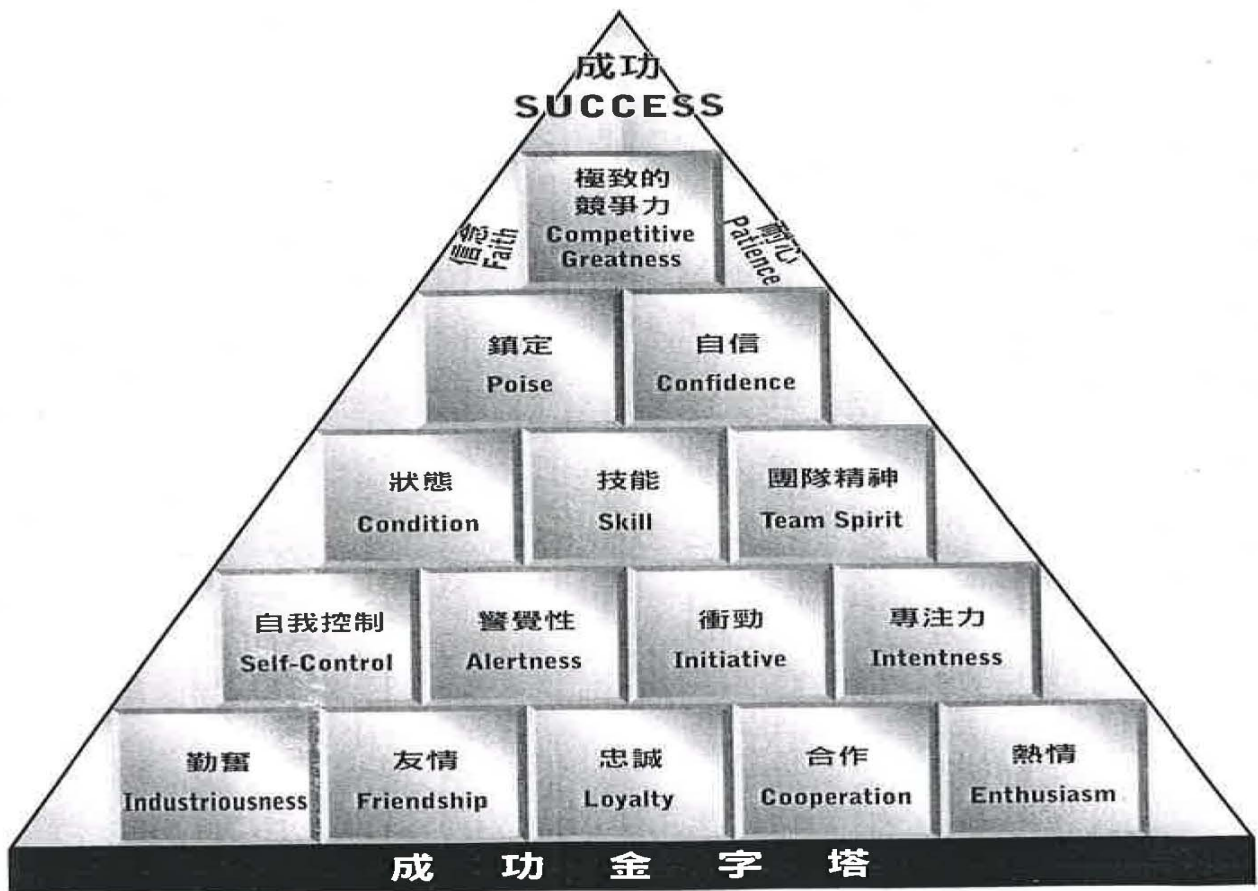 成功
SUCCESS
極致的
競爭力
Competitive
Greatness
信念
Faith
耐心
Patience
鎮定
Poise
自信
Confidence
狀態
Condition
技能
Skill
團隊精神
Team Spirit
自我控制
Self-Control
警覺性
Alertness
衝勁
Initiative
專注力
Intentness
勤奮
Industriousness
友情
Friendship
忠誠
Loyalty
合作
Cooperation
熱情
Enthusiasm
成功金字塔